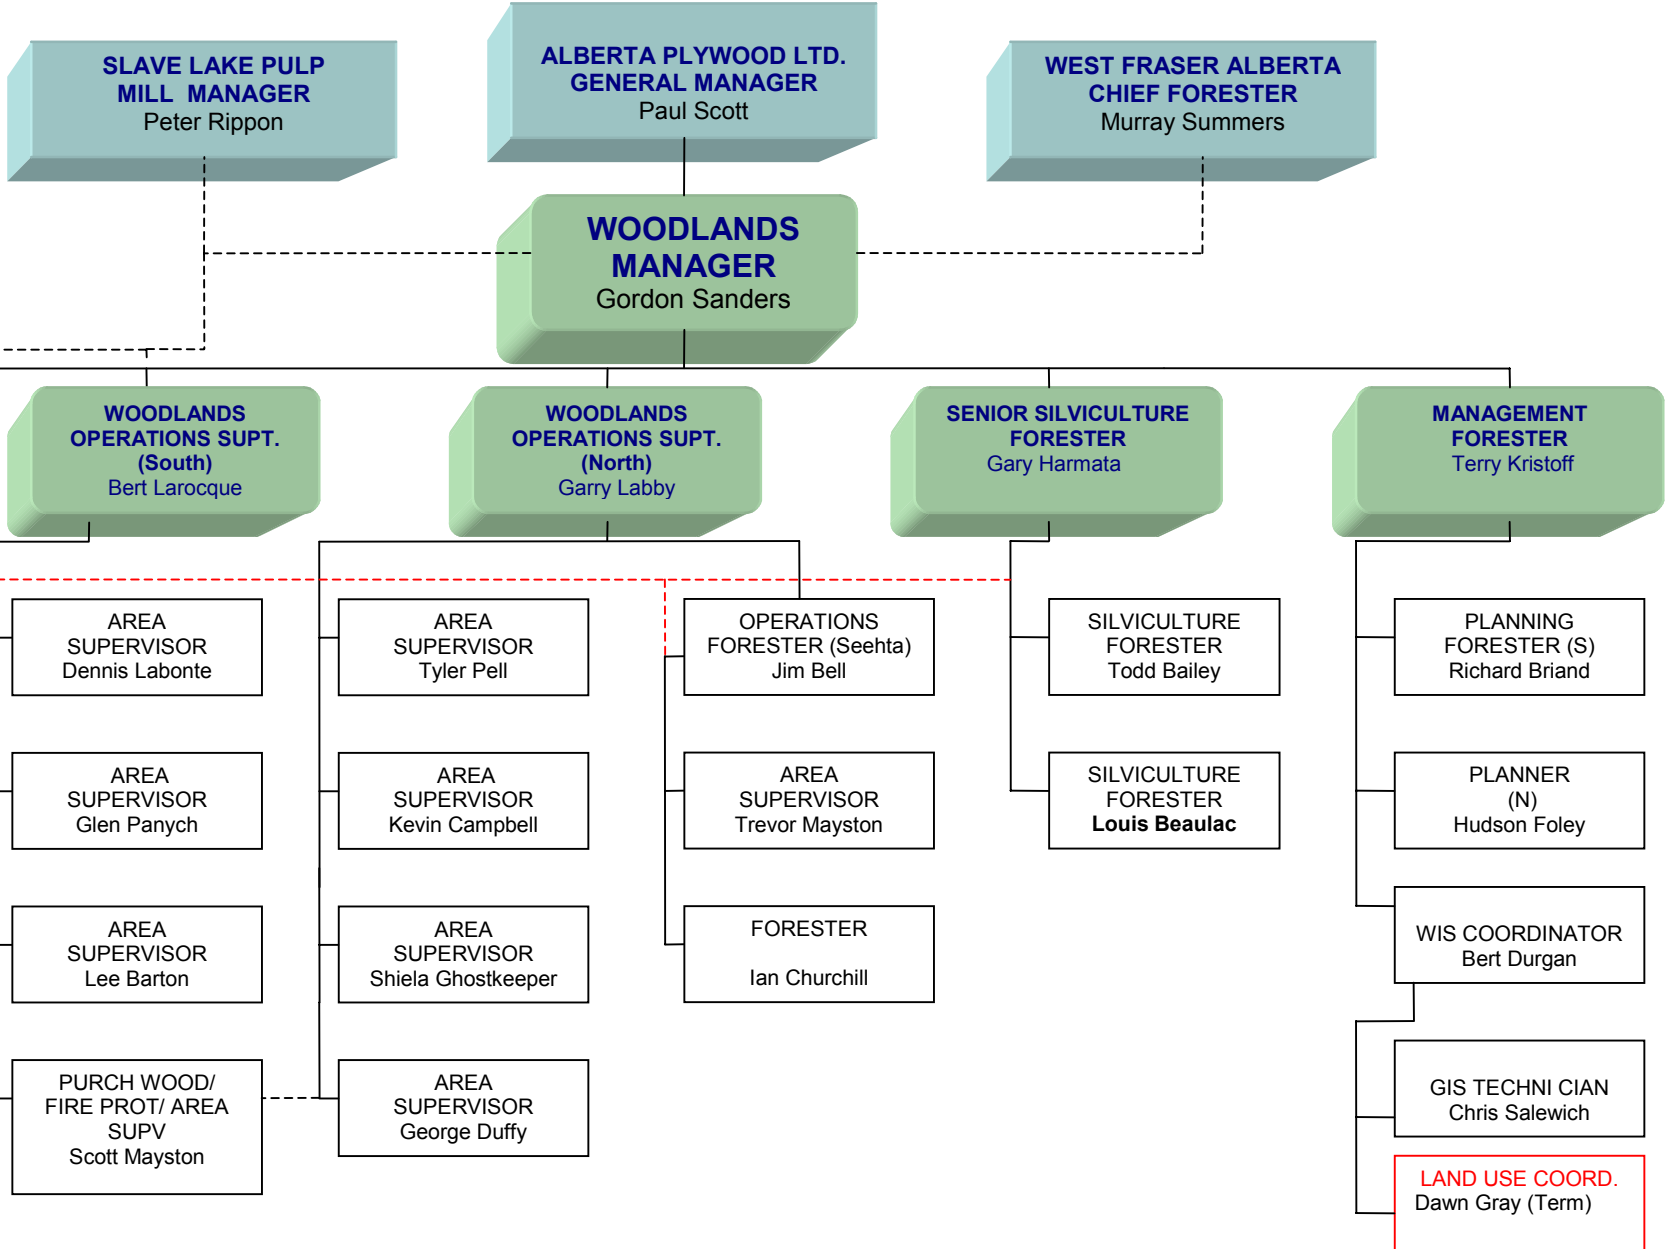 SLAVE LAKE PULP
MILL MANAGER
Peter Rippon
ALBERTA PLYWOOD LTD.
GENERAL MANAGER
Paul Scott
WEST FRASER ALBERTA
CHIEF FORESTER
Murray Summers
WOODLANDS
MANAGER
Gordon Sanders
WOODLANDS
OPERATIONS SUPT.
(South)
Bert Larocque
WOODLANDS
OPERATIONS SUPT.
(North)
Garry Labby
SENIOR SILVICULTURE
FORESTER
Gary Harmata
MANAGEMENT
FORESTER
Terry Kristoff
AREA
SUPERVISOR
Dennis Labonte
AREA
SUPERVISOR
Tyler Pell
OPERATIONS
FORESTER (Seehta)
Jim Bell
SILVICULTURE
FORESTER
Todd Bailey
PLANNING
FORESTER (S)
Richard Briand
AREA
SUPERVISOR
Glen Panych
AREA
SUPERVISOR
Kevin Campbell
AREA
SUPERVISOR
Trevor Mayston
SILVICULTURE
FORESTER
Louis Beaulac
PLANNER
(N)
Hudson Foley
AREA
SUPERVISOR
Lee Barton
AREA
SUPERVISOR
Shiela Ghostkeeper
FORESTER
Ian Churchill
WIS COORDINATOR
Bert Durgan
PURCH WOOD/
FIRE PROT/ AREA
SUPV
Scott Mayston
AREA
SUPERVISOR
George Duffy
GIS TECHNI CIAN
Chris Salewich
LAND USE COORD.
Dawn Gray (Term)